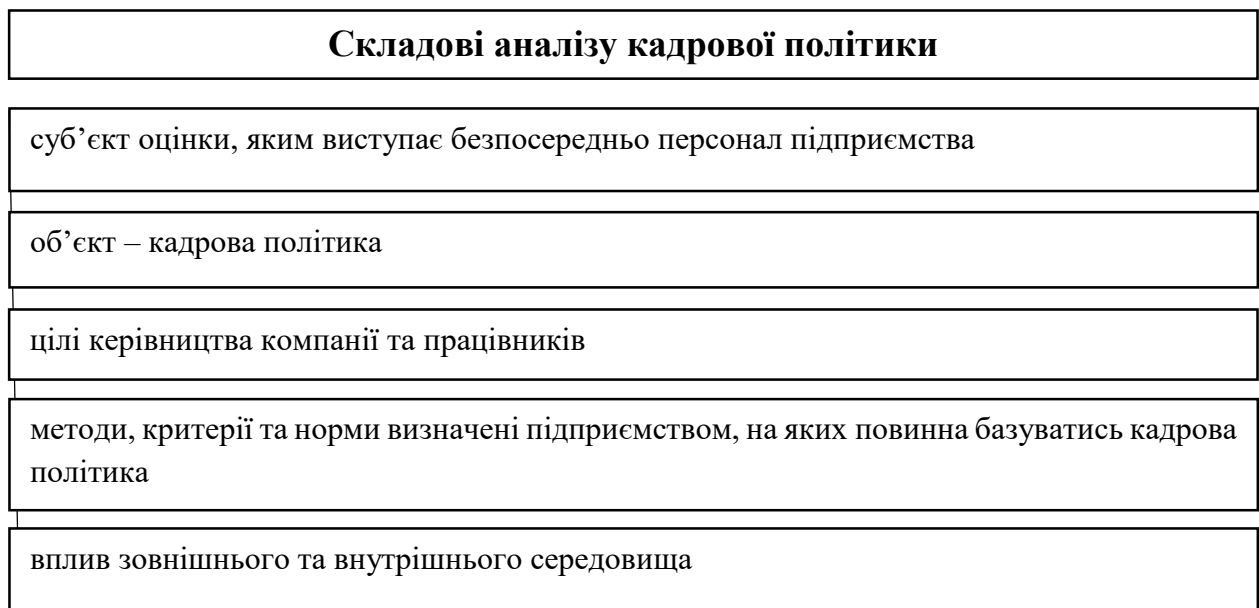 Складові аналізу кадрової політики
суб’єкт оцінки, яким виступає безпосередньо персонал підприємства
об’єкт – кадрова політика
цілі керівництва компанії та працівників
методи, критерії та норми визначені підприємством, на яких повинна базуватись кадрова
політика
вплив зовнішнього та внутрішнього середовища